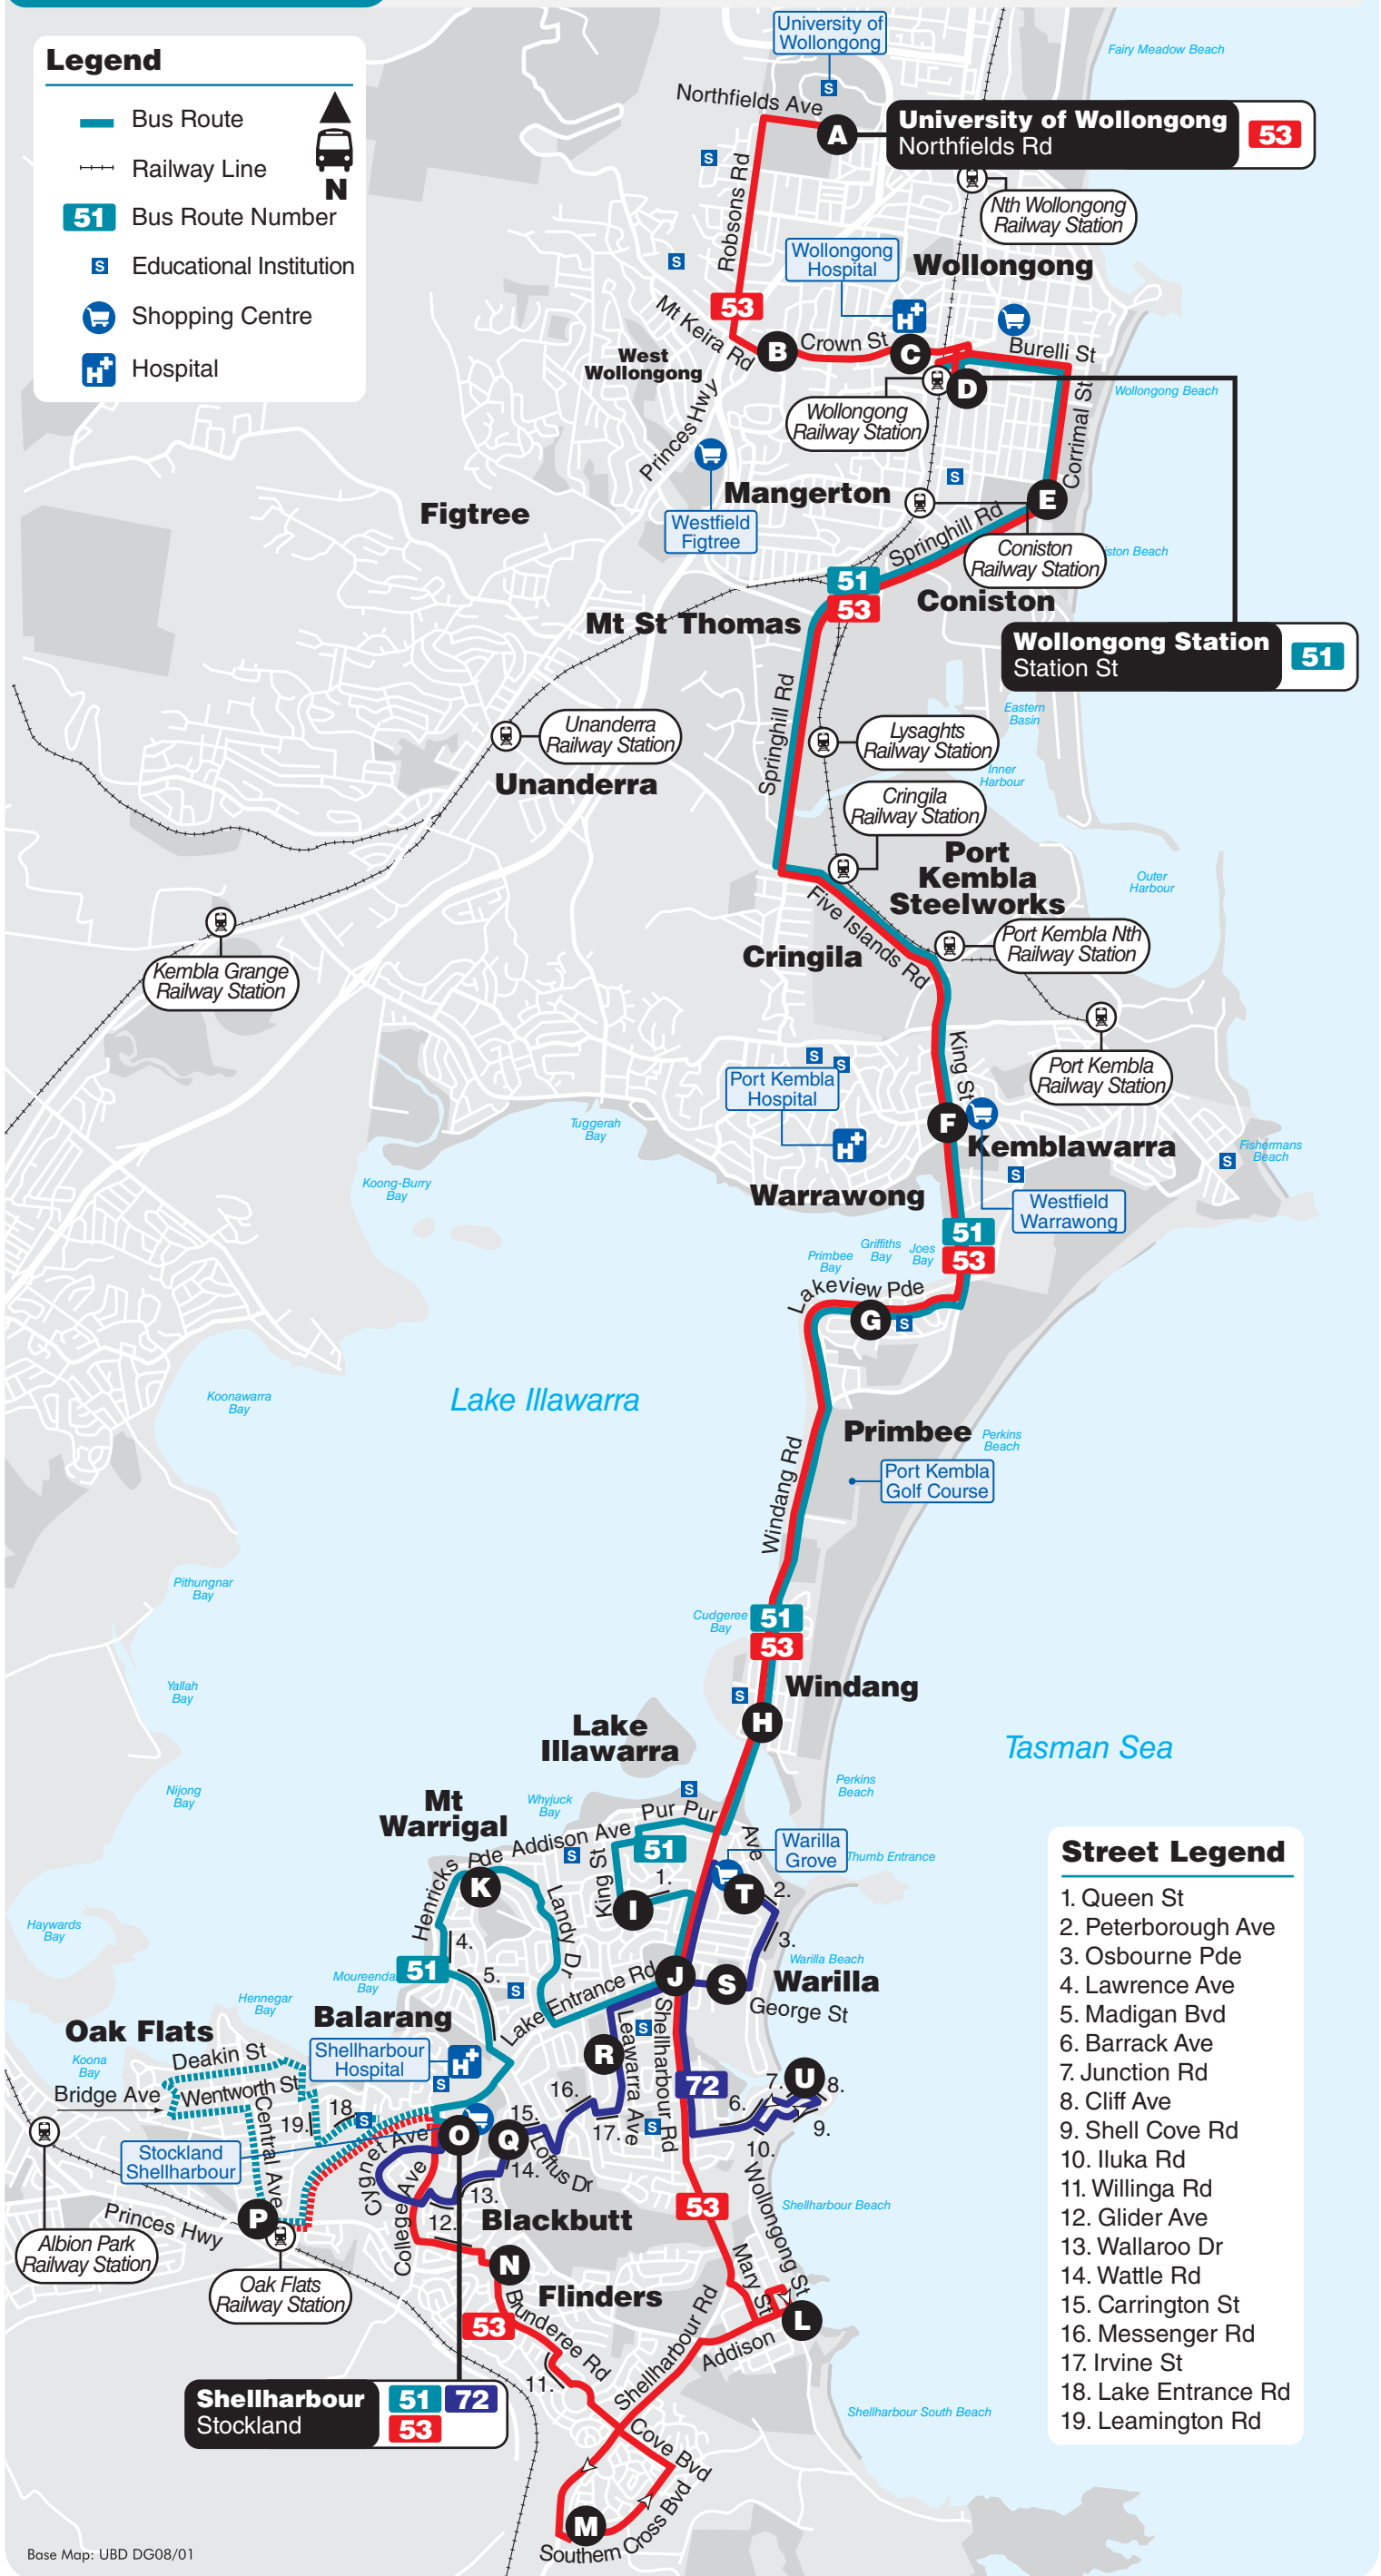 Legend
Bus Route
Railway Line
N
51 Bus Route Number
S Educational Institution
Shopping Centre
H+ Hospital
University of
Wollongong
S
Fairy Meadow Beach
Northfields Ave
A
University of Wollongong
Northfields Rd
53
S
Robsons Rd
Nth Wollongong
Railway Station
S
Wollongong
Hospital
Wollongong
53
H+
Mt Keira Rd
B
Crown St
C
Burelli St
West
Wollongong
D
Wollongong Beach
Princes Hwy
Wollongong
Railway Station
Corrimal St
Mangerton
S
E
Figtree
Westfield
Figtree
Springhill Rd
Coniston
Railway Station
iston Beach
51
53
Coniston
Mt St Thomas
Wollongong Station
Station St
51
Springhill Rd
Eastern
Basin
Unanderra
Railway Station
Lysaghts
Railway Station
Unanderra
Inner
Harbour
Cringila
Railway Station
Port
Kembla
Steelworks
Outer
Harbour
Five Islands Rd
Cringila
Port Kembla Nth
Railway Station
Kembla Grange
Railway Station
King St
Port Kembla
Railway Station
S
S
Port Kembla
Hospital
Tuggerah
Bay
F
H+
Kemblawarra
Fishermans
Beach
S
S
Koong-Burry
Bay
Warrawong
Westfield
Warrawong
51
53
Primbee
Bay
Griffiths
Bay
Joes
Bay
Lakeview Pde
G
S
Lake Illawarra
Koonawarra
Bay
Primbee
Perkins
Beach
Windang Rd
Port Kembla
Golf Course
Pithungnar
Bay
Cudgeree
Bay
51
53
Yallah
Bay
S
Windang
H
Lake
Illawarra
Tasman Sea
Nijong
Bay
Perkins
Beach
Mt
Warrigal
Whyjuck
Bay
S
Pur Pur
Ave
Addison Ave
51
Warilla
Grove
Thumb Entrance
Henricks Pde
S
K
King St
1.
I
T
2.
Landy Dr
3.
Haywards
Bay
4.
51
5.
Moureendah
Bay
S
Lake Entrance Rd
J
S
Warilla Beach
Warilla
George St
Hennegar
Bay
Balarang
Oak Flats
Koona
Bay
Deakin St
Shellharbour
Hospital
H+
S
Leawarra Ave
S
Shellharbour Rd
R
Bridge Ave
Wentworth St
Central Ave
19.
18.
S
16.
15.
17.
S
72
6.
7.
U
8.
9.
10.
Stockland
Shellharbour
Cygnet Ave
O
Q
Loftus Dr
14.
13.
College Ave
12.
P
Princes Hwy
Albion Park
Railway Station
Oak Flats
Railway Station
Blackbutt
N
53
Wollongong St
Shellharbour Beach
Flinders
Mary St
L
53
Brunderee Rd
Shellharbour Rd
Addison
11.
Shellharbour
Stockland
51 72
53
Shellharbour South Beach
Cove Bvd
M
Southern Cross Bvd
Street Legend
1. Queen St
2. Peterborough Ave
3. Osbourne Pde
4. Lawrence Ave
5. Madigan Bvd
6. Barrack Ave
7. Junction Rd
8. Cliff Ave
9. Shell Cove Rd
10. Iluka Rd
11. Willinga Rd
12. Glider Ave
13. Wallaroo Dr
14. Wattle Rd
15. Carrington St
16. Messenger Rd
17. Irvine St
18. Lake Entrance Rd
19. Leamington Rd
Base Map: UBD DG08/01